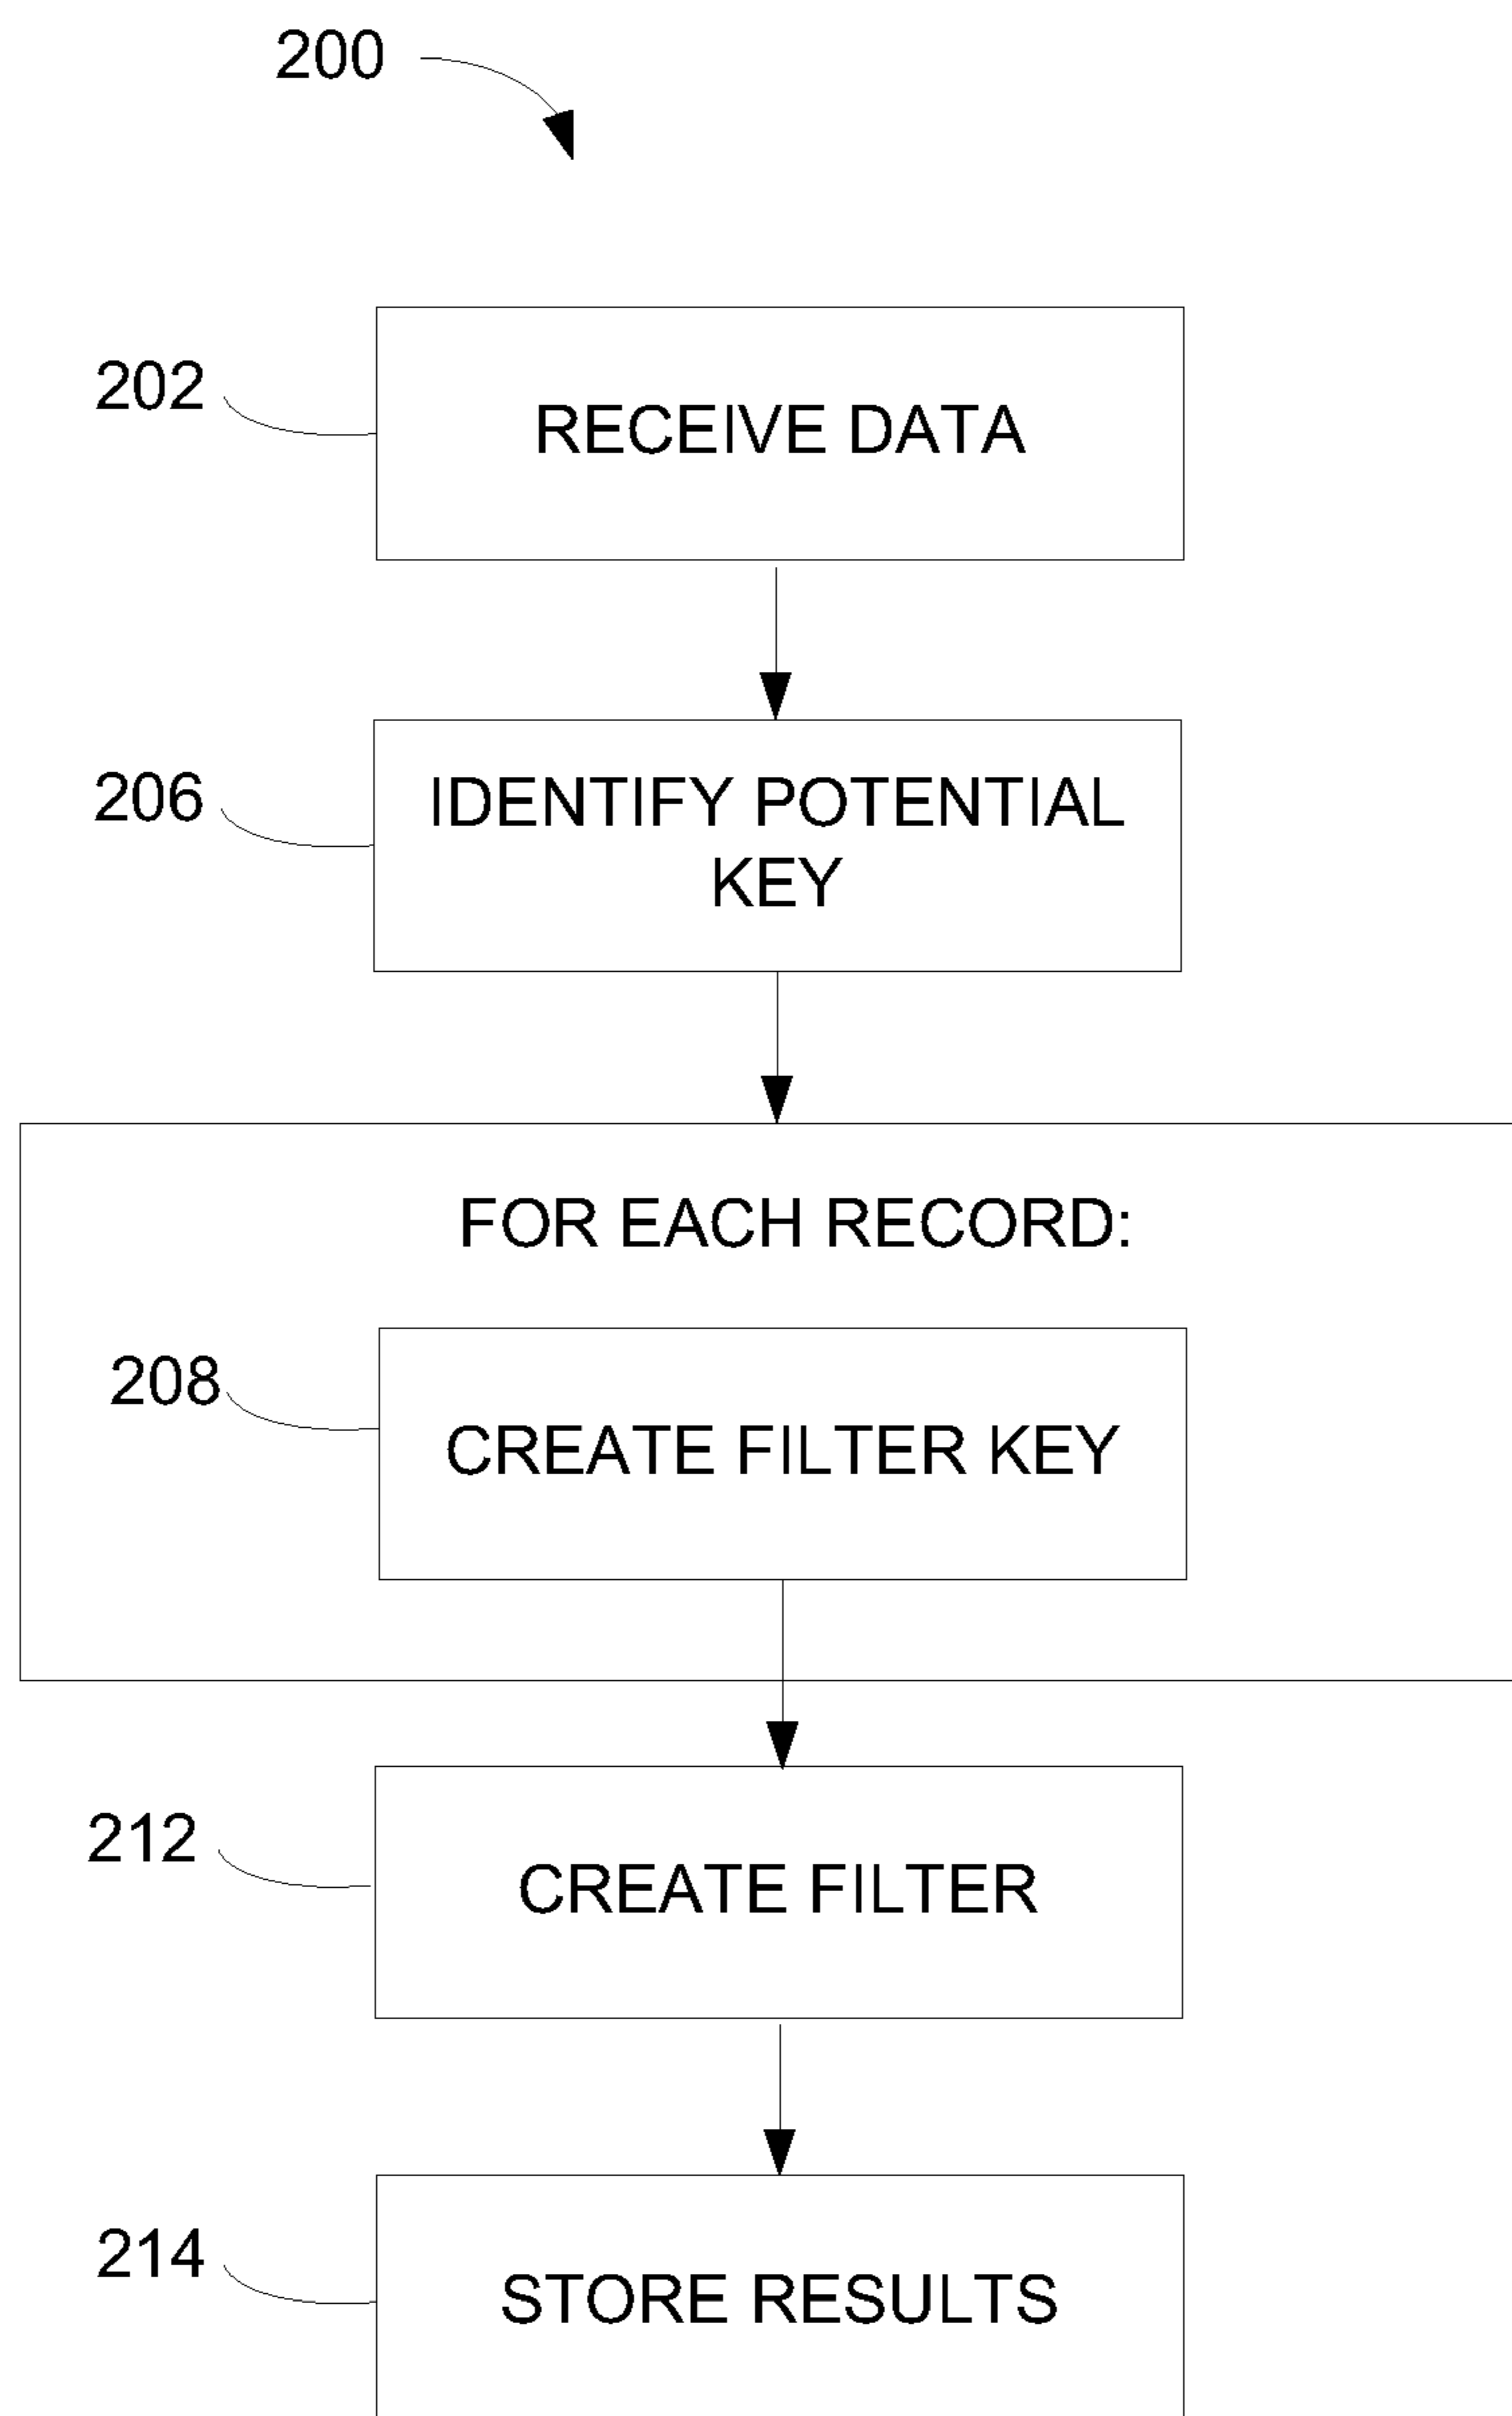 200
202
RECEIVE DATA
206
IDENTIFY POTENTIAL
KEY
FOR EACH RECORD:
208
CREATE FILTER KEY
212
CREATE FILTER
214
STORE RESULTS